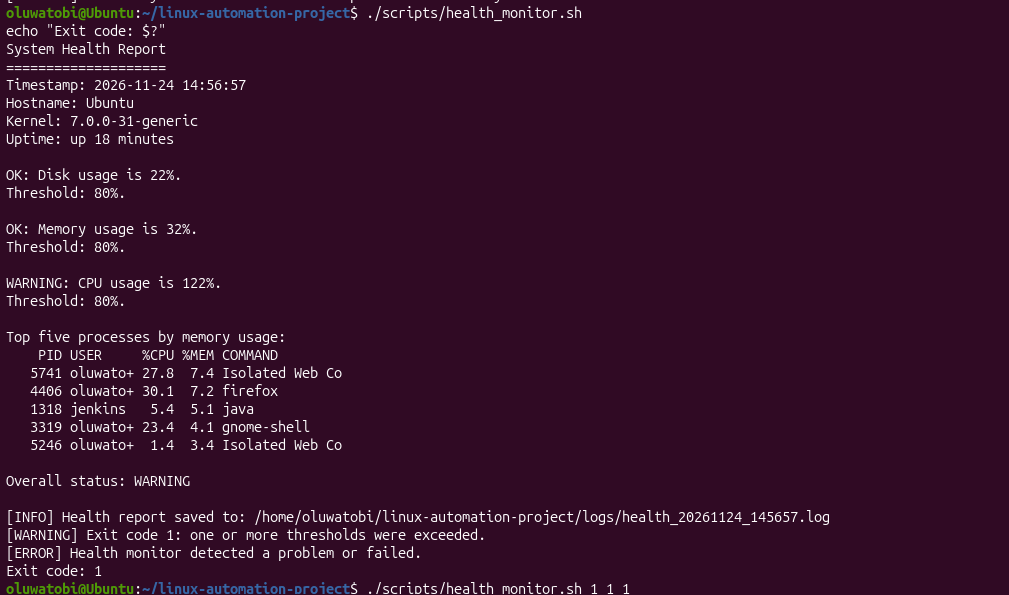 oluwatobi@Ubuntu:~/linux-automation-project$ ./scripts/health_monitor.sh
echo "Exit code: $?"
System Health Report
====================
Timestamp: 2026-11-24 14:56:57
Hostname: Ubuntu
Kernel: 7.0.0-31-generic
Uptime: up 18 minutes

OK: Disk usage is 22%.
Threshold: 80%.

OK: Memory usage is 32%.
Threshold: 80%.

WARNING: CPU usage is 122%.
Threshold: 80%.

Top five processes by memory usage:
    PID USER     %CPU %MEM COMMAND
   5741 oluwato+ 27.8  7.4 Isolated Web Co
   4406 oluwato+ 30.1  7.2 firefox
   1318 jenkins   5.4  5.1 java
   3319 oluwato+ 23.4  4.1 gnome-shell
   5246 oluwato+  1.4  3.4 Isolated Web Co

Overall status: WARNING

[INFO] Health report saved to: /home/oluwatobi/linux-automation-project/logs/health_20261124_145657.log
[WARNING] Exit code 1: one or more thresholds were exceeded.
[ERROR] Health monitor detected a problem or failed.
Exit code: 1
oluwatobi@Ubuntu:~/linux-automation-project$ ./scripts/health_monitor.sh 1 1 1